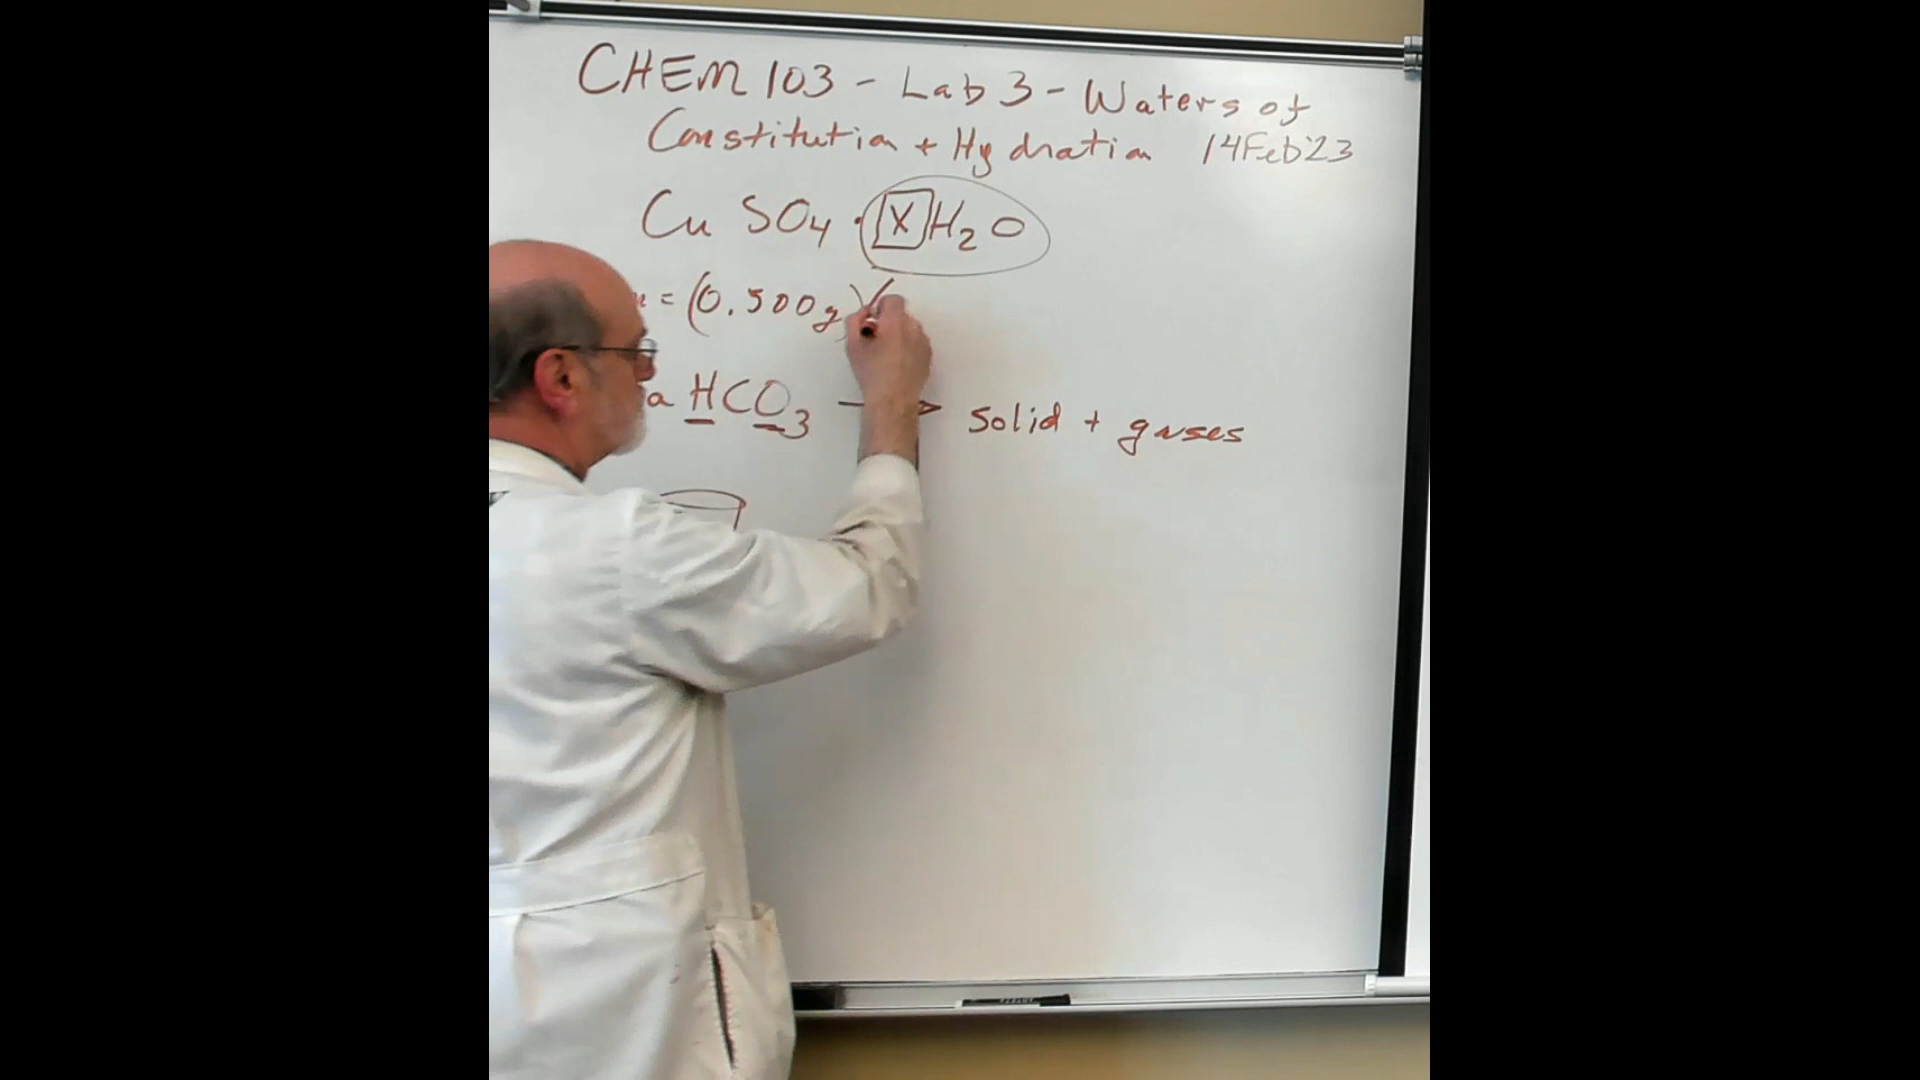 CHEM 103 - Lab 3 - Waters of
Constitution + Hydration 14Feb'23
CuSO4 · X H2O
= (0.500g)(
a HCO3 → solid + gases